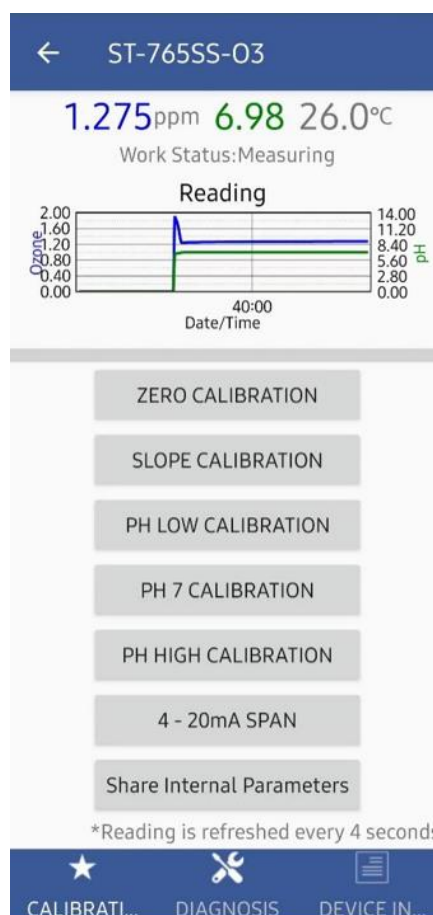 ← ST-765SS-O3
1.275ppm 6.98 26.0℃
Work Status:Measuring
Reading
2.00
1.60
1.20
0.80
0.40
0.00
Ozone
14.00
11.20
8.40
5.60
2.80
0.00
pH
40:00
Date/Time
ZERO CALIBRATION
SLOPE CALIBRATION
PH LOW CALIBRATION
PH 7 CALIBRATION
PH HIGH CALIBRATION
4 - 20mA SPAN
Share Internal Parameters
*Reading is refreshed every 4 seconds
CALIBRATI... DIAGNOSIS DEVICE IN...